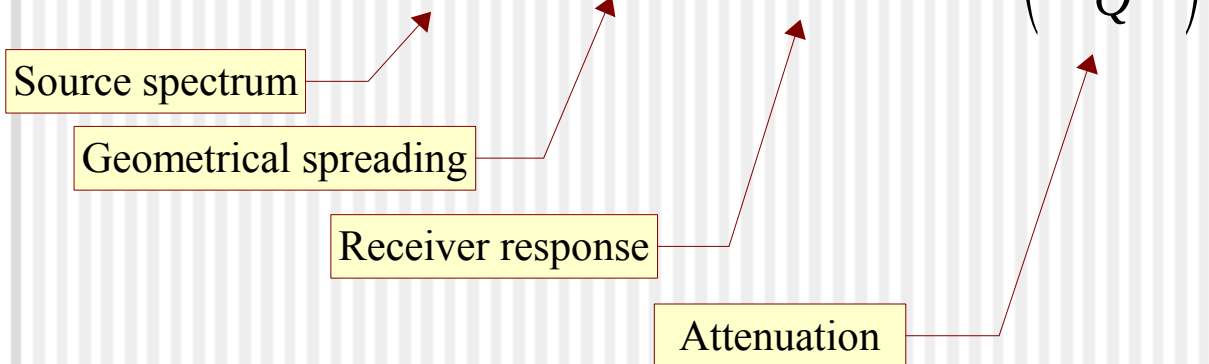 ( Q )
Source spectrum
Geometrical spreading
Receiver response
Attenuation